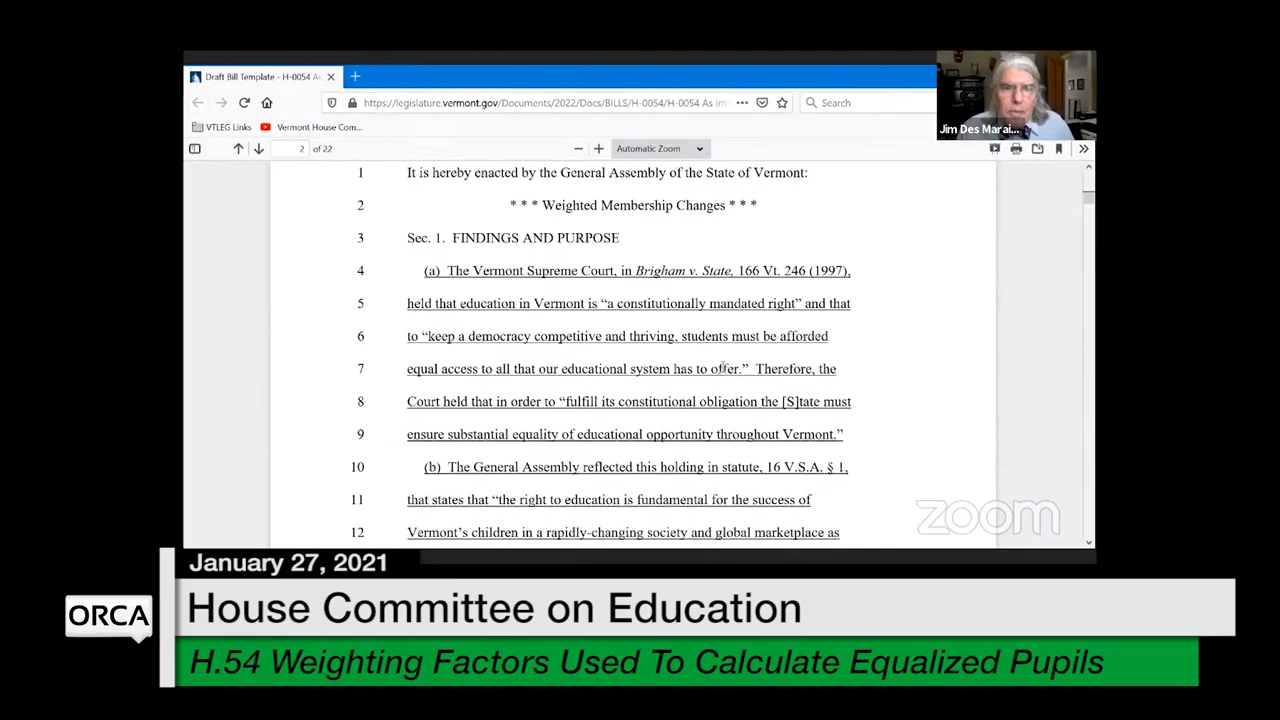 Draft Bill Template - H-0054 As
https://legislature.vermont.gov/Documents/2022/Docs/BILLS/H-0054/H-0054 As
Search
VTLEG Links Vermont House Com...
Jim Des Marai...
2 of 22
Automatic Zoom
1 It is hereby enacted by the General Assembly of the State of Vermont:
2 * * * Weighted Membership Changes * * *
3 Sec. 1. FINDINGS AND PURPOSE
4 (a) The Vermont Supreme Court, in Brigham v. State, 166 Vt. 246 (1997),
5 held that education in Vermont is “a constitutionally mandated right” and that
6 to “keep a democracy competitive and thriving, students must be afforded
7 equal access to all that our educational system has to offer.” Therefore, the
8 Court held that in order to “fulfill its constitutional obligation the [S]tate must
9 ensure substantial equality of educational opportunity throughout Vermont.”
10 (b) The General Assembly reflected this holding in statute, 16 V.S.A. § 1,
11 that states that “the right to education is fundamental for the success of
12 Vermont’s children in a rapidly-changing society and global marketplace as
zoom
January 27, 2021
ORCA
House Committee on Education
H.54 Weighting Factors Used To Calculate Equalized Pupils